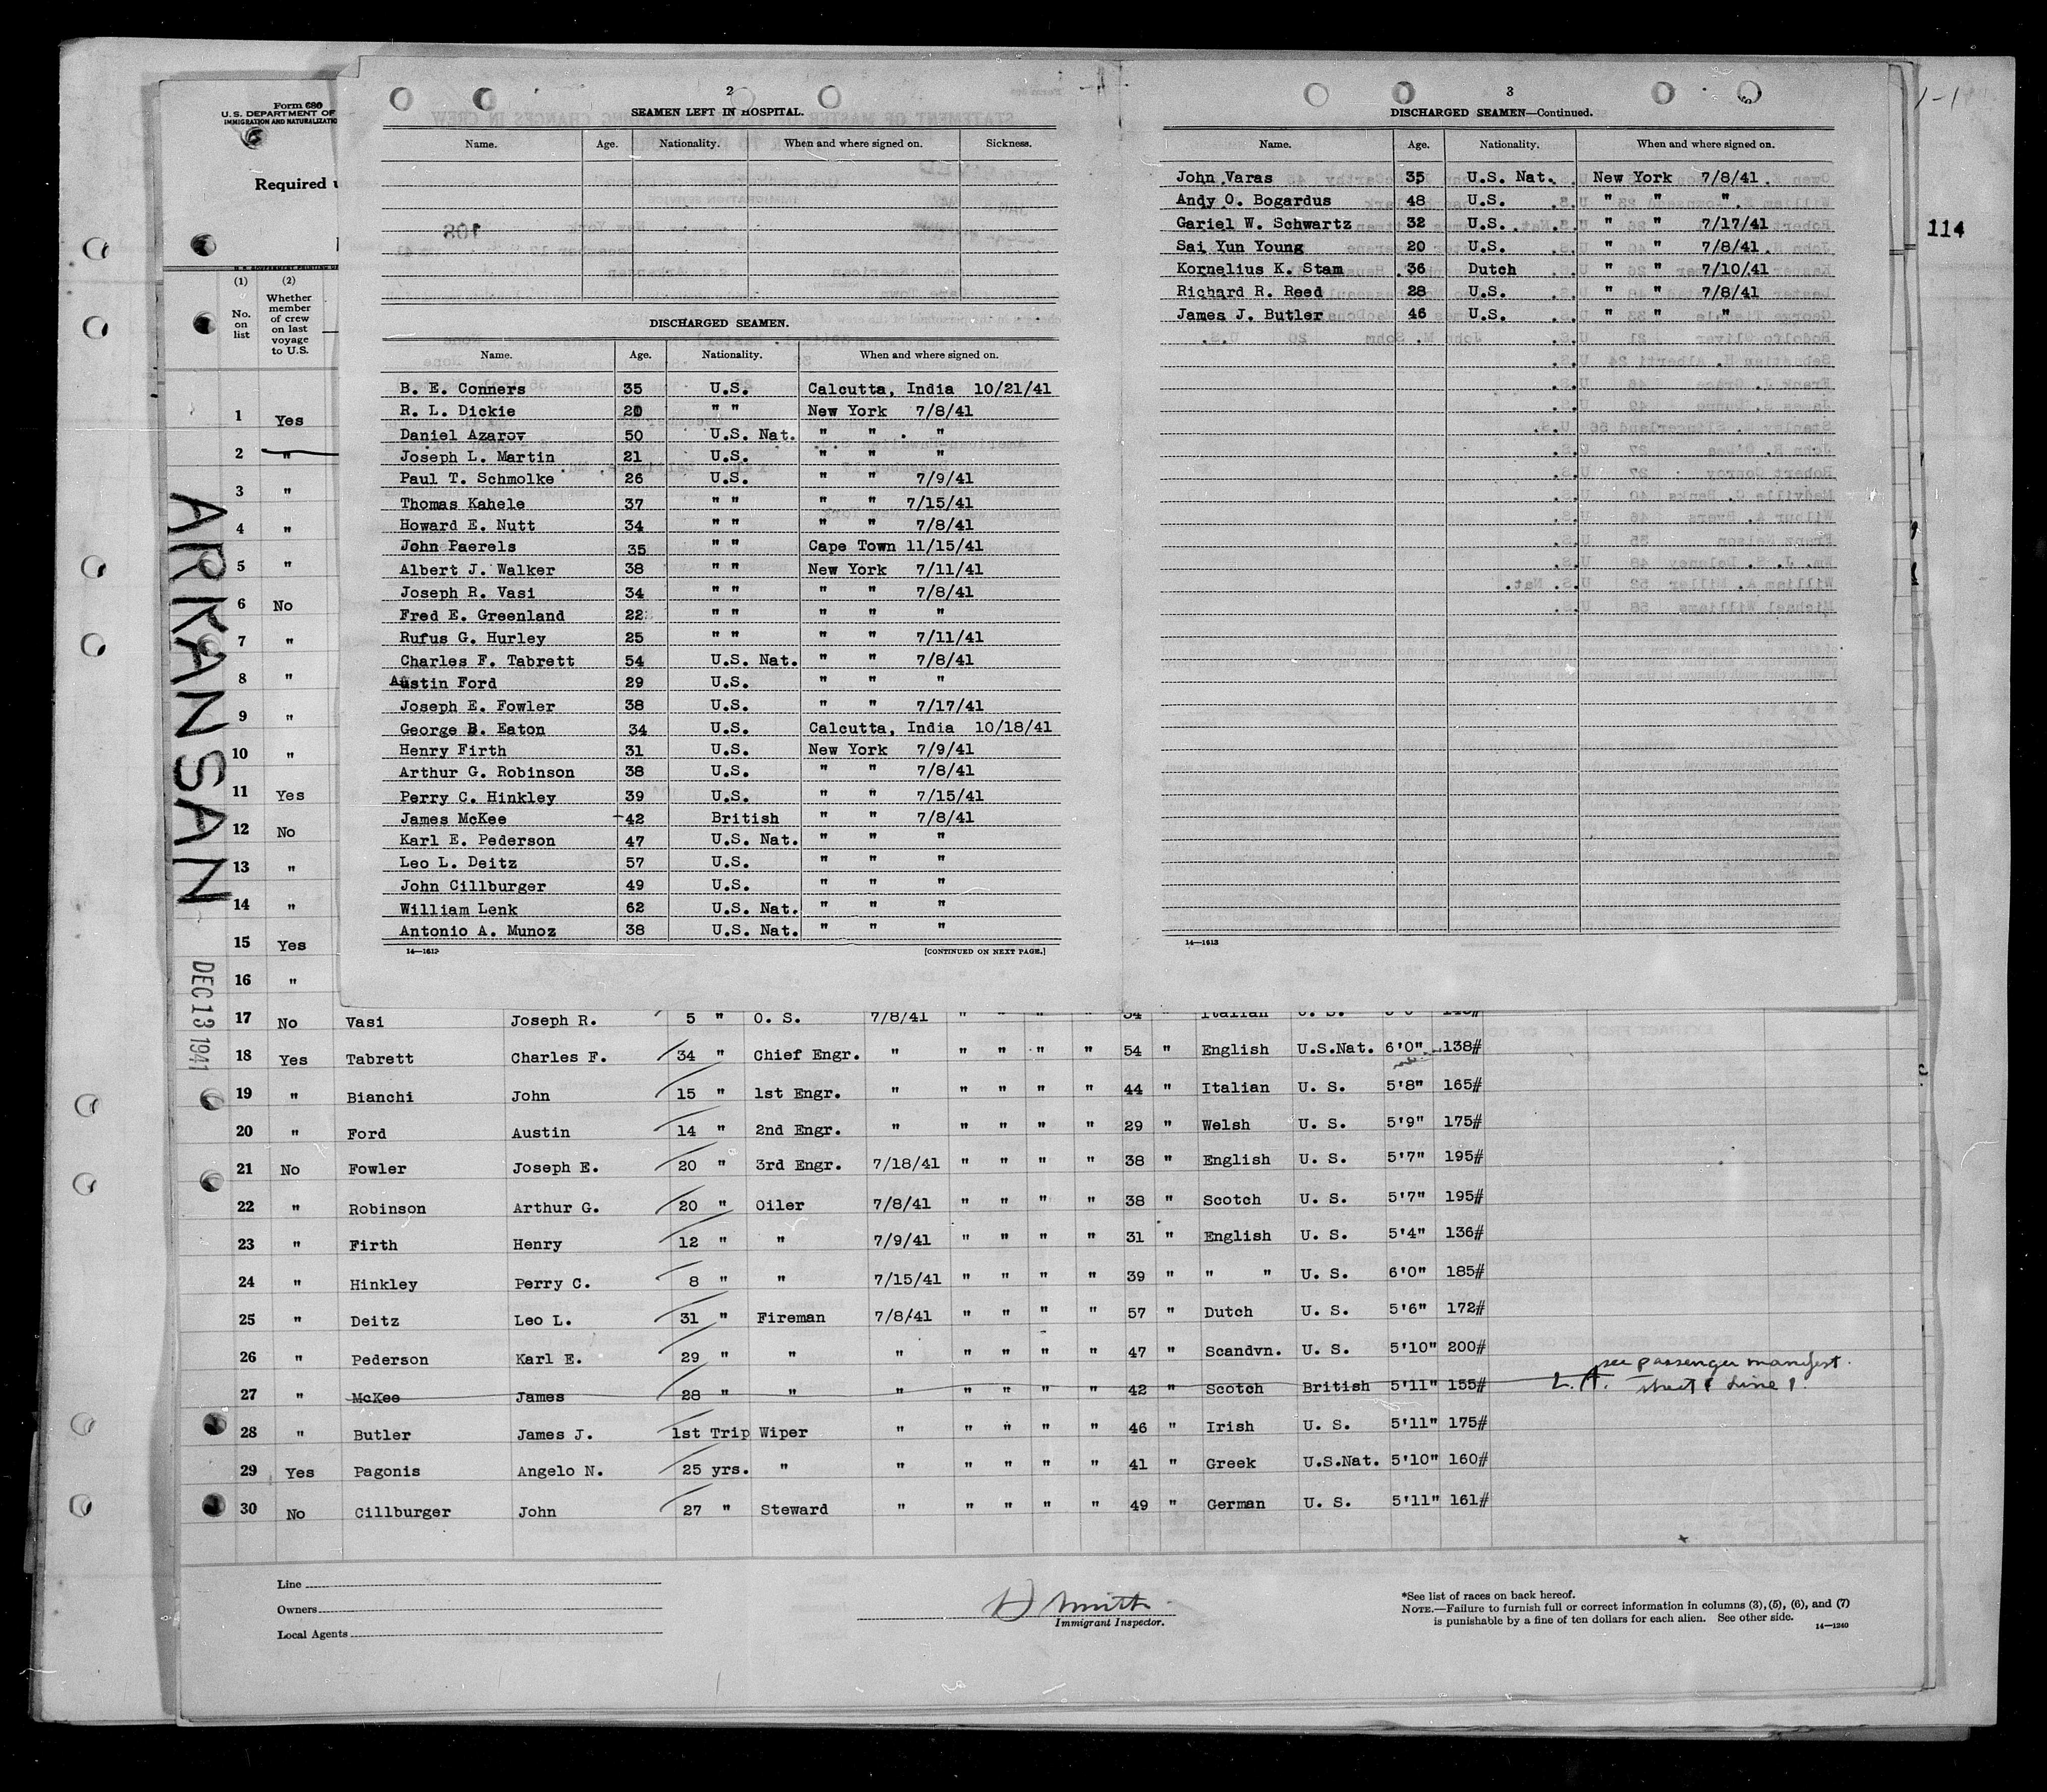 Form 680
U.S. DEPARTMENT OF
IMMIGRATION AND NATURALIZATIO
Required u
(1) (2)
No. on list
Whether member of crew on last voyage to U.S.
1 Yes
2 "
3 "
4 "
5 "
6 No
7 "
8 "
9 "
10 "
11 Yes
12 No
13 "
14 "
15 Yes
16 "
ARKANSAN
DEC 13 1941
2
SEAMEN LEFT IN HOSPITAL.
Name. Age. Nationality. When and where signed on. Sickness.
108
DISCHARGED SEAMEN.
Name. Age. Nationality. When and where signed on.
B. E. Conners 35 U.S. Calcutta, India 10/21/41
R. L. Dickie 20 " " New York 7/8/41
Daniel Azarov 50 U.S. Nat. " " "
Joseph L. Martin 21 U.S. " " "
Paul T. Schmolke 26 U.S. " " 7/9/41
Thomas Kahele 37 " " " " 7/15/41
Howard E. Nutt 34 " " " " 7/8/41
John Paerels 35 " " Cape Town 11/15/41
Albert J. Walker 38 " " New York 7/11/41
Joseph R. Vasi 34 " " " " 7/8/41
Fred E. Greenland 22 " " " " "
Rufus G. Hurley 25 " " " " 7/11/41
Charles F. Tabrett 54 U.S. Nat. " " 7/8/41
Austin Ford 29 U.S. " " "
Joseph E. Fowler 38 U.S. " " 7/17/41
George B. Eaton 34 U.S. Calcutta, India 10/18/41
Henry Firth 31 U.S. New York 7/9/41
Arthur G. Robinson 38 U.S. " " 7/8/41
Perry C. Hinkley 39 U.S. " " 7/15/41
James McKee 42 British " " 7/8/41
Karl E. Pederson 47 U.S. Nat. " " "
Leo L. Deitz 57 U.S. " " "
John Cillburger 49 U.S. " " "
William Lenk 62 U.S. Nat. " " "
Antonio A. Munoz 38 U.S. Nat. " " "
14—1613 [CONTINUED ON NEXT PAGE.]
3
DISCHARGED SEAMEN—Continued.
Name. Age. Nationality. When and where signed on.
John Varas 35 U.S. Nat. New York 7/8/41
Andy O. Bogardus 48 U.S. " " "
Gariel W. Schwartz 32 U.S. " " 7/17/41
Sai Yun Young 20 U.S. " " 7/8/41
Kornelius K. Stam 36 Dutch " " 7/10/41
Richard R. Reed 28 U.S. " " 7/8/41
James J. Butler 46 U.S. " " "
14—1613
114
17 No Vasi Joseph R. 5 " O. S. 7/8/41 " " " " 34 " Italian U. S.
18 Yes Tabrett Charles F. 34 " Chief Engr. " " " " " 54 " English U.S.Nat. 6'0" 138#
19 " Bianchi John 15 " 1st Engr. " " " " " 44 " Italian U. S. 5'8" 165#
20 " Ford Austin 14 " 2nd Engr. " " " " " 29 " Welsh U. S. 5'9" 175#
21 No Fowler Joseph E. 20 " 3rd Engr. 7/18/41 " " " " 38 " English U. S. 5'7" 195#
22 " Robinson Arthur G. 20 " Oiler 7/8/41 " " " " 38 " Scotch U. S. 5'7" 195#
23 " Firth Henry 12 " " 7/9/41 " " " " 31 " English U. S. 5'4" 136#
24 " Hinkley Perry C. 8 " " 7/15/41 " " " " 39 " " " U. S. 6'0" 185#
25 " Deitz Leo L. 31 " Fireman 7/8/41 " " " " 57 " Dutch U. S. 5'6" 172#
26 " Pederson Karl E. 29 " " " " " " " 47 " Scandvn. U. S. 5'10" 200#
27 " McKee James 28 " " " " " " " 42 " Scotch British 5'11" 155# L.A. see passenger manifest. sheet 1 Line 1.
28 " Butler James J. 1st Trip Wiper " " " " " 46 " Irish U. S. 5'11" 175#
29 Yes Pagonis Angelo N. 25 yrs. " " " " " " 41 " Greek U.S.Nat. 5'10" 160#
30 No Cillburger John 27 " Steward " " " " " 49 " German U. S. 5'11" 161#
Line
Owners
Local Agents
D Smith
Immigrant Inspector.
*See list of races on back hereof.
NOTE.—Failure to furnish full or correct information in columns (3), (5), (6), and (7)
is punishable by a fine of ten dollars for each alien. See other side.
14—1240